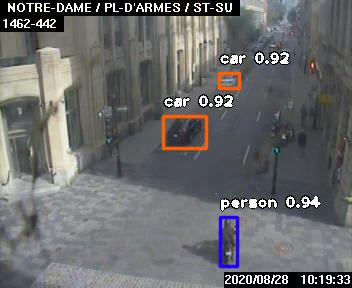 NOTRE-DAME / PL-D'ARMES / ST-SU
1462-442
car 0.92
car 0.92
person 0.94
2020/08/28 10:19:33